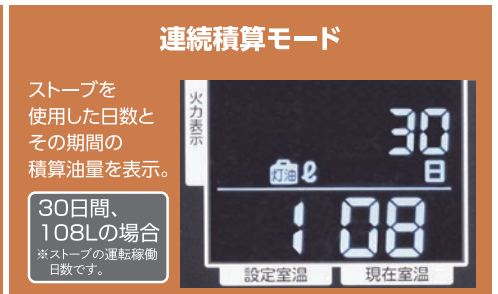 連続積算モード
ストーブを
使用した日数と
その期間の
積算油量を表示。
30日間、
108Lの場合
※ストーブの運転稼働
日数です。
火力表示
30
灯油 ℓ 日
108
設定室温 現在室温